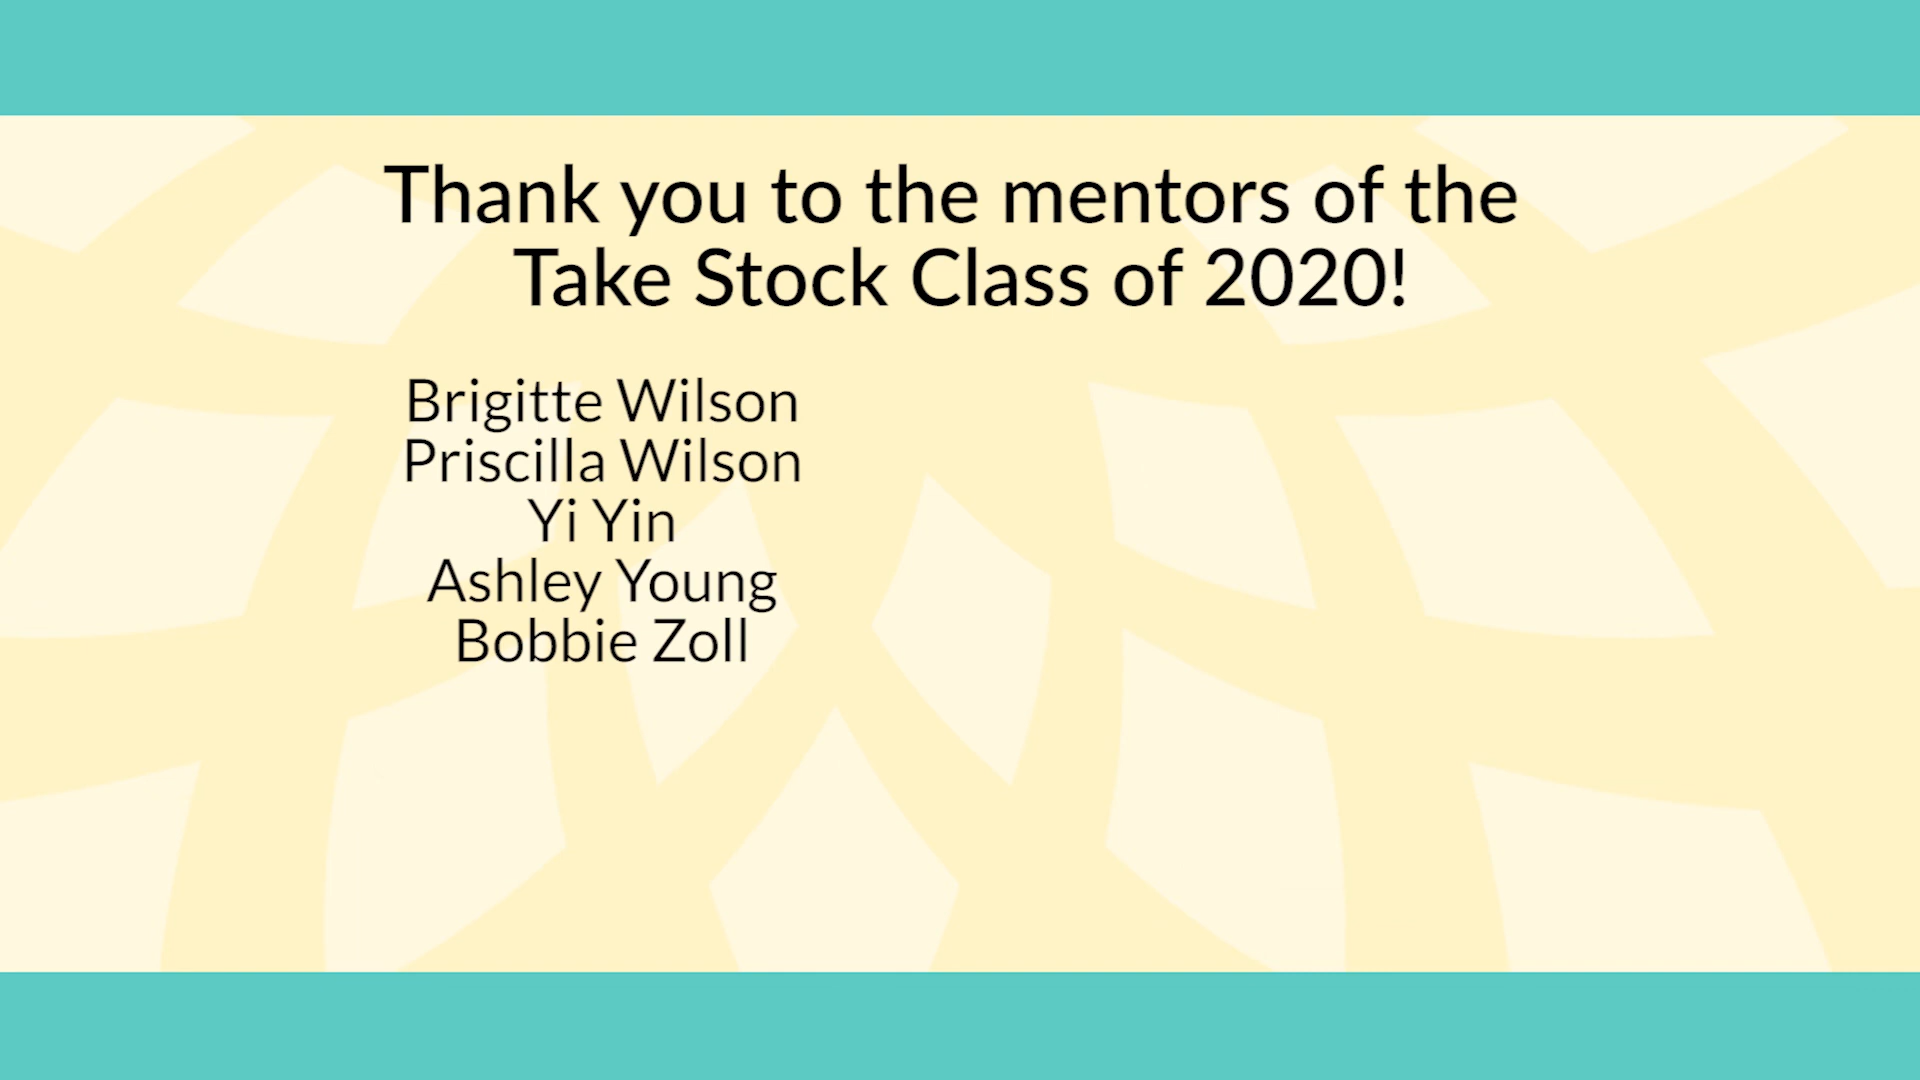 Thank you to the mentors of the
Take Stock Class of 2020!
Brigitte Wilson
Priscilla Wilson
Yi Yin
Ashley Young
Bobbie Zoll